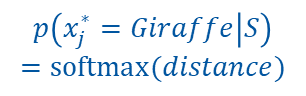 p(x_j^* = Giraffe|S)
= softmax(distance)